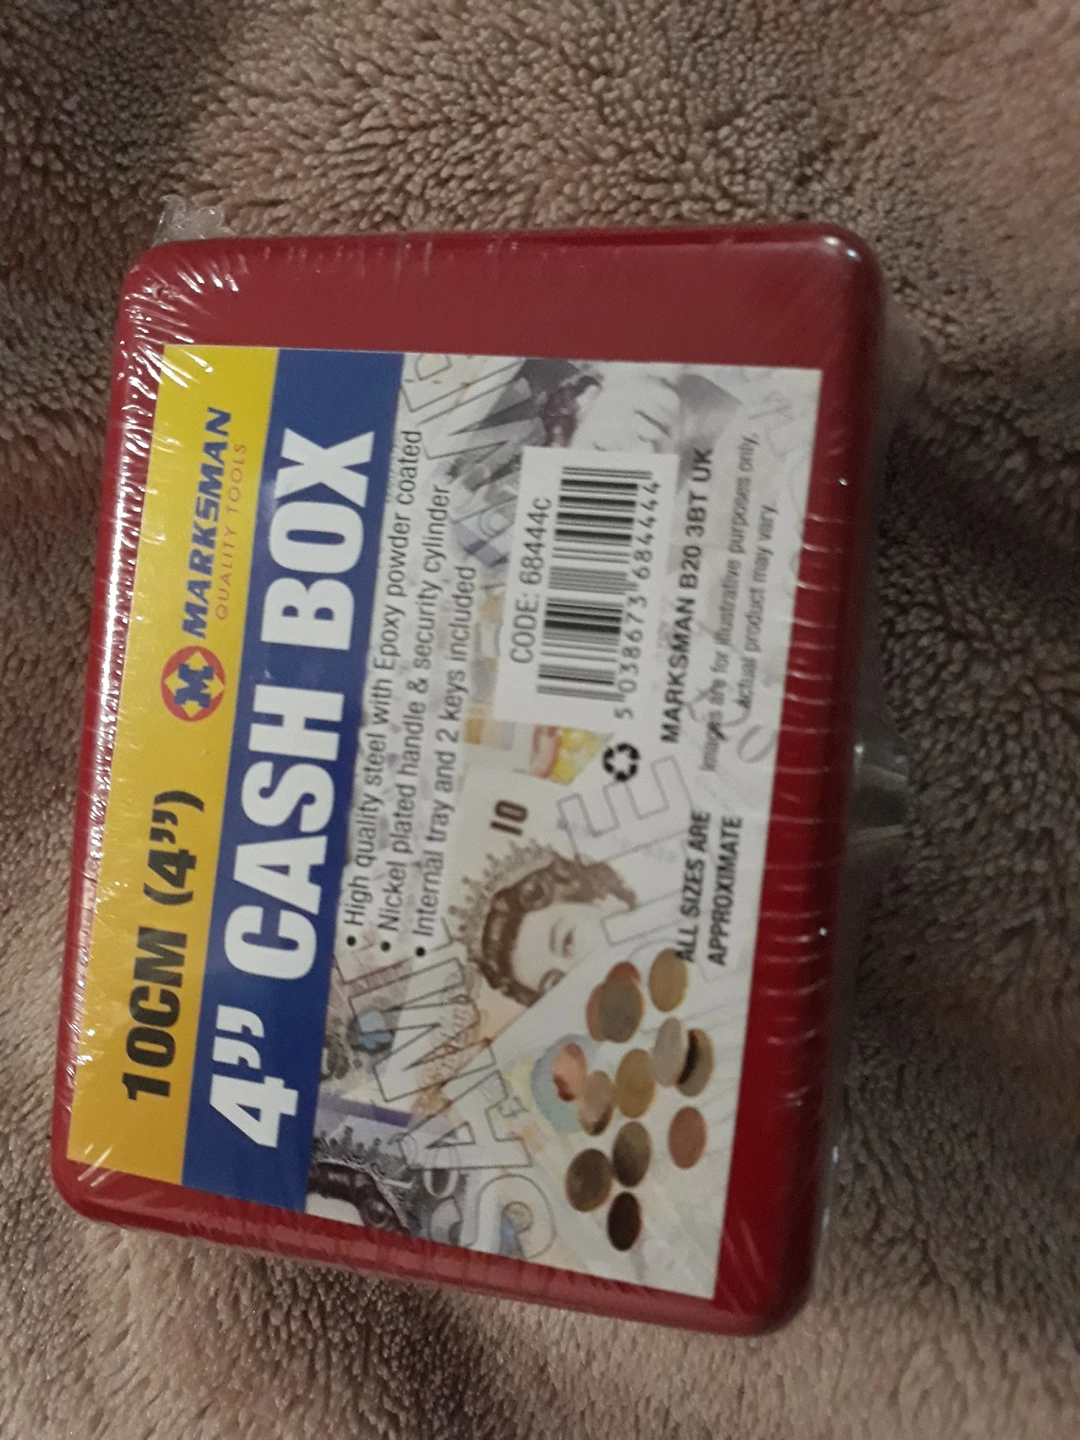 10CM (4”)
MARKSMAN
QUALITY TOOLS
4” CASH BOX
• High quality steel with Epoxy powder coated
• Nickel plated handle & security cylinder
• Internal tray and 2 keys included
10
CODE: 68444c
5 038673 684444
MARKSMAN B20 3BT UK
Images are for illustrative purposes only,
actual product may vary.
ALL SIZES ARE
APPROXIMATE